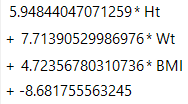 5.94844047071259 * Ht
+ 7.71390529986976 * Wt
+ 4.72356780310736 * BMI
+ -8.681755563245